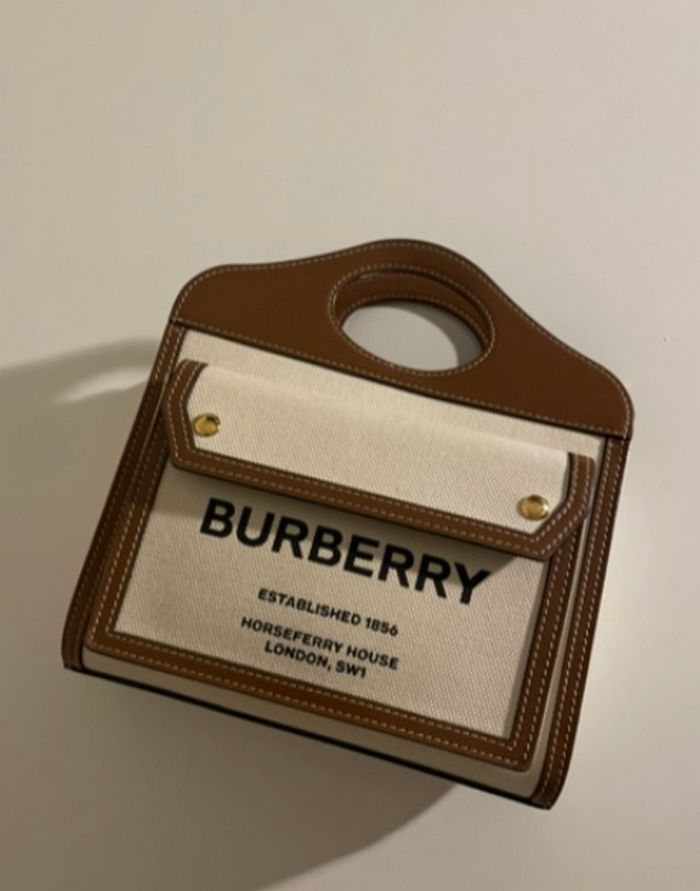 BURBERRY
ESTABLISHED 1856
HORSEFERRY HOUSE
LONDON, SW1